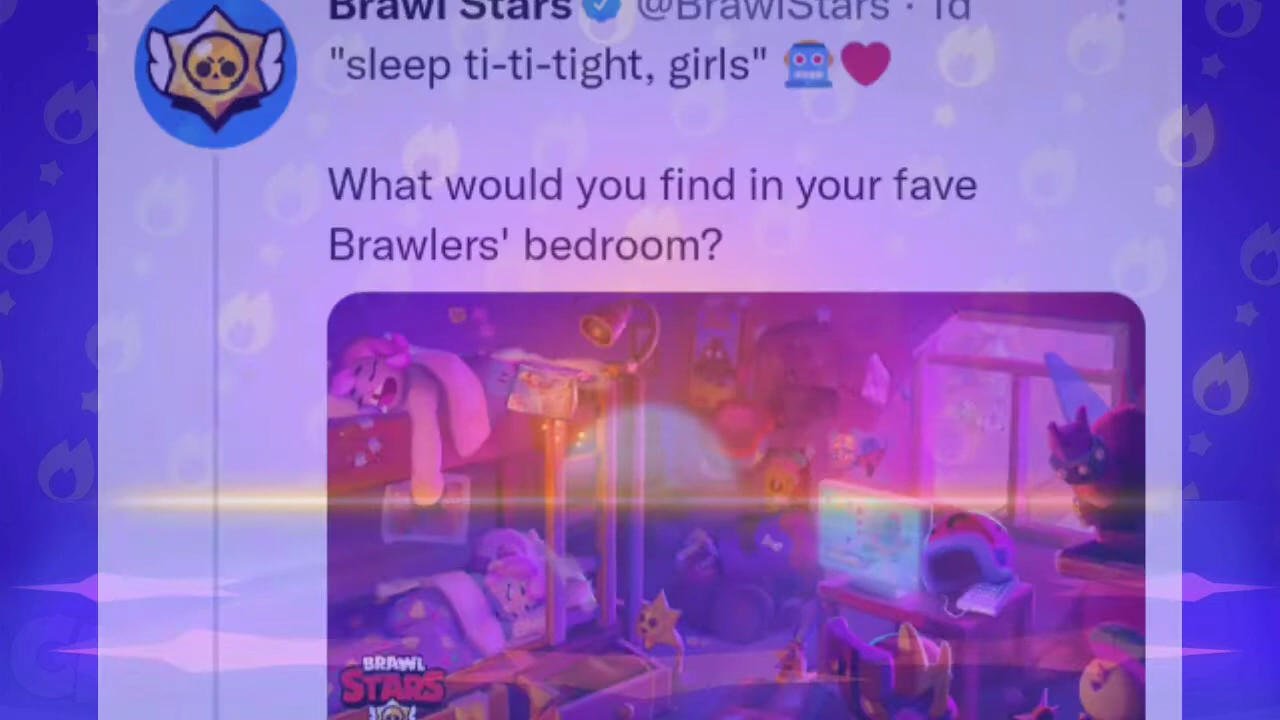 Brawl Stars @BrawlStars · 1d
"sleep ti-ti-tight, girls" 🤖❤️
What would you find in your fave
Brawlers' bedroom?
BRAWL
STARS